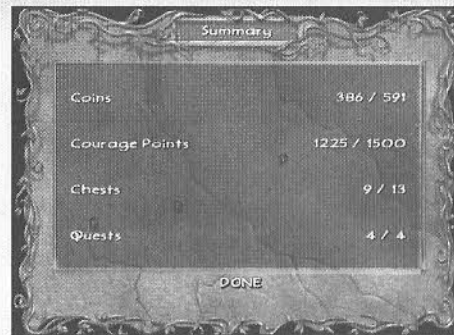 Summary
Coins 386 / 591
Courage Points 1225 / 1500
Chests 9 / 13
Quests 4 / 4
DONE